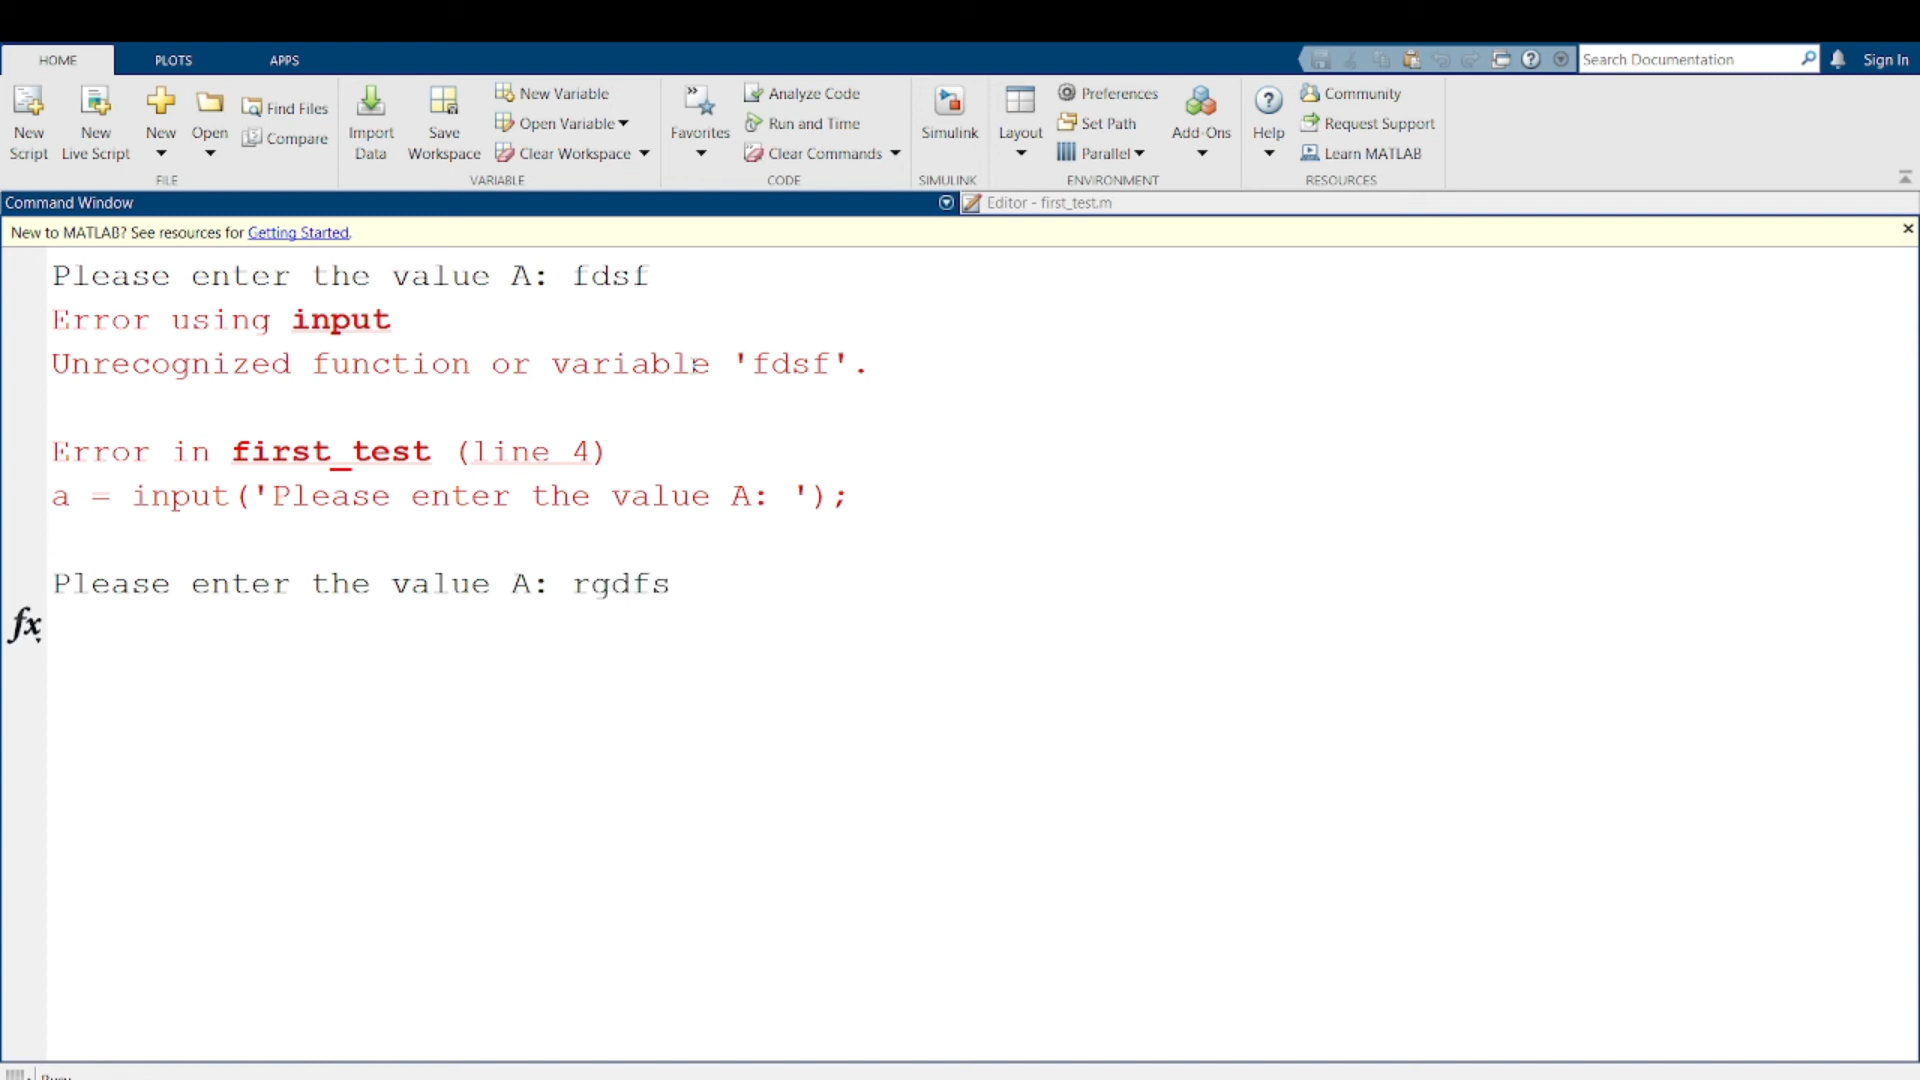 HOME PLOTS APPS Search Documentation Sign In
New Script
New Live Script
New
Open
Find Files
Compare
FILE
Import Data
Save Workspace
New Variable
Open Variable
Clear Workspace
VARIABLE
Favorites
Analyze Code
Run and Time
Clear Commands
CODE
Simulink
SIMULINK
Layout
Preferences
Set Path
Parallel
Add-Ons
ENVIRONMENT
Help
Community
Request Support
Learn MATLAB
RESOURCES
Command Window
Editor - first_test.m
New to MATLAB? See resources for Getting Started.
Please enter the value A: fdsf
Error using input
Unrecognized function or variable 'fdsf'.
Error in first_test (line 4)
a = input('Please enter the value A: ');
Please enter the value A: rgdfs
fx